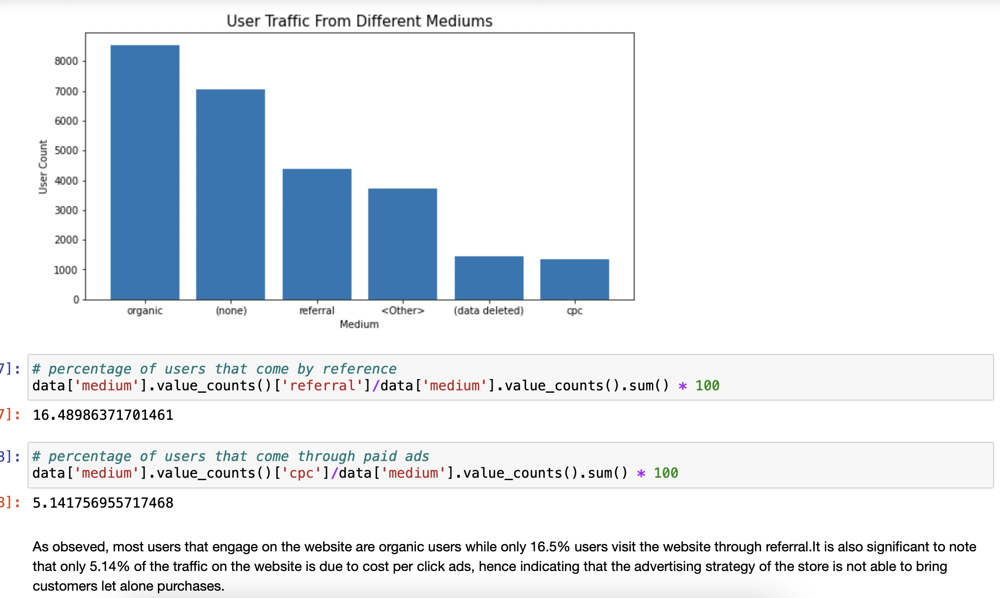 User Traffic From Different Mediums
8000
7000
6000
5000
4000
3000
2000
1000
0
User Count
organic (none) referral <Other> (data deleted) cpc
Medium
7]: # percentage of users that come by reference
data['medium'].value_counts()['referral']/data['medium'].value_counts().sum() * 100
7]: 16.48986371701461
8]: # percentage of users that come through paid ads
data['medium'].value_counts()['cpc']/data['medium'].value_counts().sum() * 100
8]: 5.141756955717468
As obseved, most users that engage on the website are organic users while only 16.5% users visit the website through referral.It is also significant to note
that only 5.14% of the traffic on the website is due to cost per click ads, hence indicating that the advertising strategy of the store is not able to bring
customers let alone purchases.